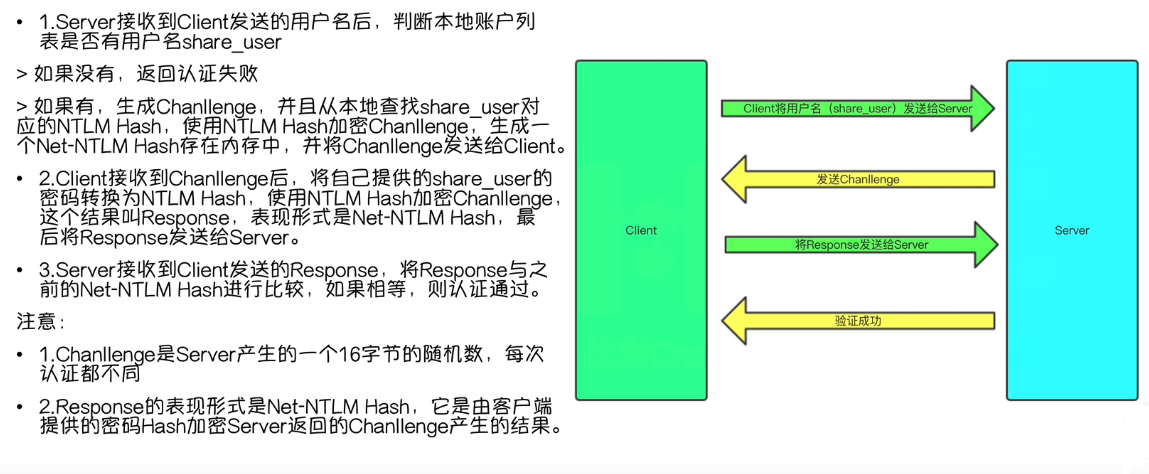 • 1.Server接收到Client发送的用户名后，判断本地账户列
表是否有用户名share_user
> 如果没有，返回认证失败
> 如果有，生成Chanllenge，并且从本地查找share_user对
应的NTLM Hash，使用NTLM Hash加密Chanllenge，生成一
个Net-NTLM Hash存在内存中，并将Chanllenge发送给Client。
• 2.Client接收到Chanllenge后，将自己提供的share_user的
密码转换为NTLM Hash，使用NTLM Hash加密Chanllenge，
这个结果叫Response，表现形式是Net-NTLM Hash，最
后将Response发送给Server。
• 3.Server接收到Client发送的Response，将Response与之
前的Net-NTLM Hash进行比较，如果相等，则认证通过。
注意：
• 1.Chanllenge是Server产生的一个16字节的随机数，每次
认证都不同
• 2.Response的表现形式是Net-NTLM Hash，它是由客户端
提供的密码Hash加密Server返回的Chanllenge产生的结果。
Client将用户名（share_user）发送给Server
发送Chanllenge
Client
Server
将Response发送给Server
验证成功